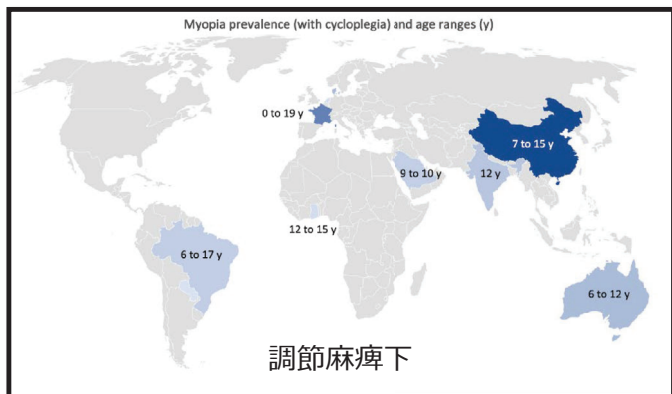 Myopia prevalence (with cycloplegia) and age ranges (y)
0 to 19 y
7 to 15 y
9 to 10 y
12 y
12 to 15 y
6 to 17 y
6 to 12 y
調節麻痺下